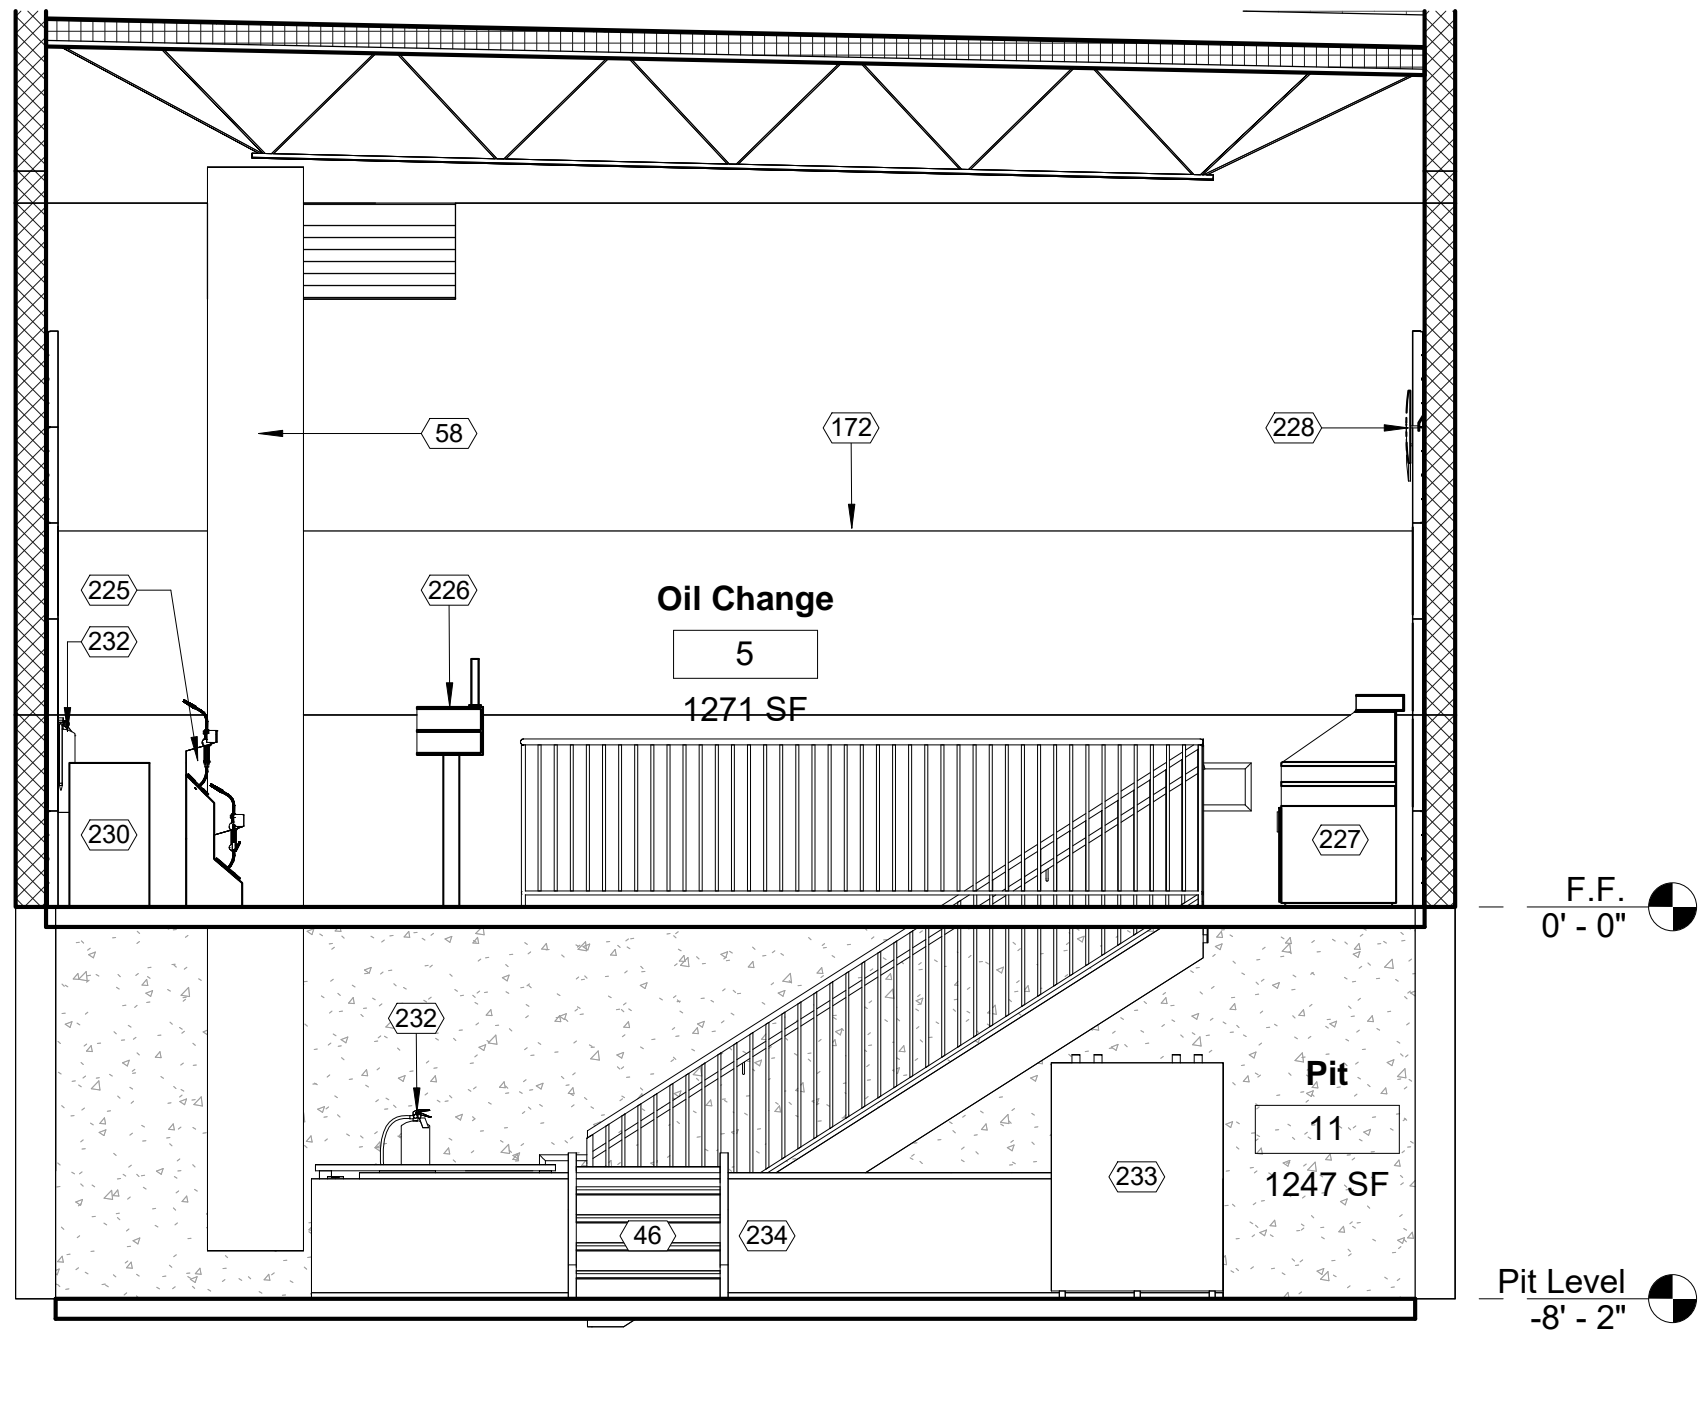 58
172
228
225
226
Oil Change
232
5
1271 SF
230
227
F.F.
0' - 0"
232
Pit
11
233
1247 SF
46
234
Pit Level
-8' - 2"